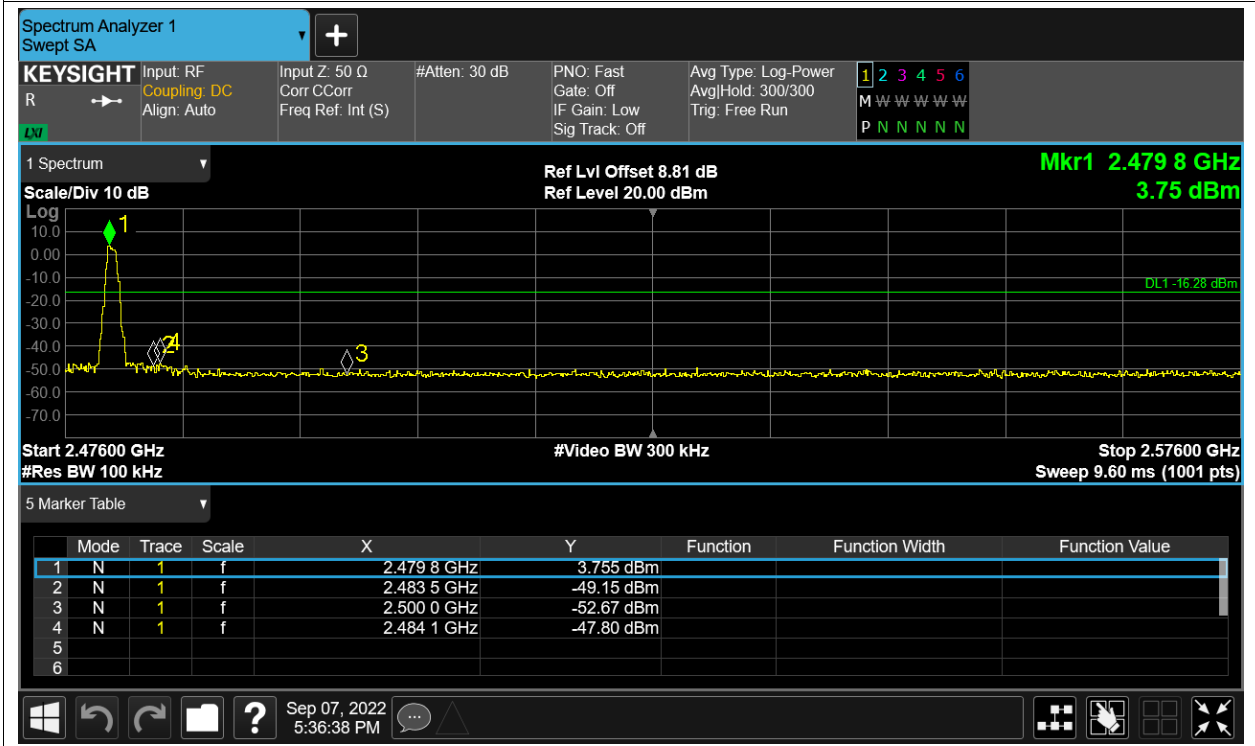 Spectrum Analyzer 1
Swept SA
+
KEYSIGHT
R
LXI
Input: RF
Coupling: DC
Align: Auto
Input Z: 50 Ω
Corr CCorr
Freq Ref: Int (S)
#Atten: 30 dB
PNO: Fast
Gate: Off
IF Gain: Low
Sig Track: Off
Avg Type: Log-Power
Avg|Hold: 300/300
Trig: Free Run
1 2 3 4 5 6
M W W W W W
P N N N N N
1 Spectrum
Scale/Div 10 dB
Ref Lvl Offset 8.81 dB
Ref Level 20.00 dBm
Mkr1 2.479 8 GHz
3.75 dBm
Log
10.0
0.00
-10.0
-20.0
-30.0
-40.0
-50.0
-60.0
-70.0
1
DL1 -16.28 dBm
2
4
3
Start 2.47600 GHz
#Res BW 100 kHz
#Video BW 300 kHz
Stop 2.57600 GHz
Sweep 9.60 ms (1001 pts)
5 Marker Table
Mode Trace Scale X Y Function Function Width Function Value
1 N 1 f 2.479 8 GHz 3.755 dBm
2 N 1 f 2.483 5 GHz -49.15 dBm
3 N 1 f 2.500 0 GHz -52.67 dBm
4 N 1 f 2.484 1 GHz -47.80 dBm
5
6
?
Sep 07, 2022
5:36:38 PM